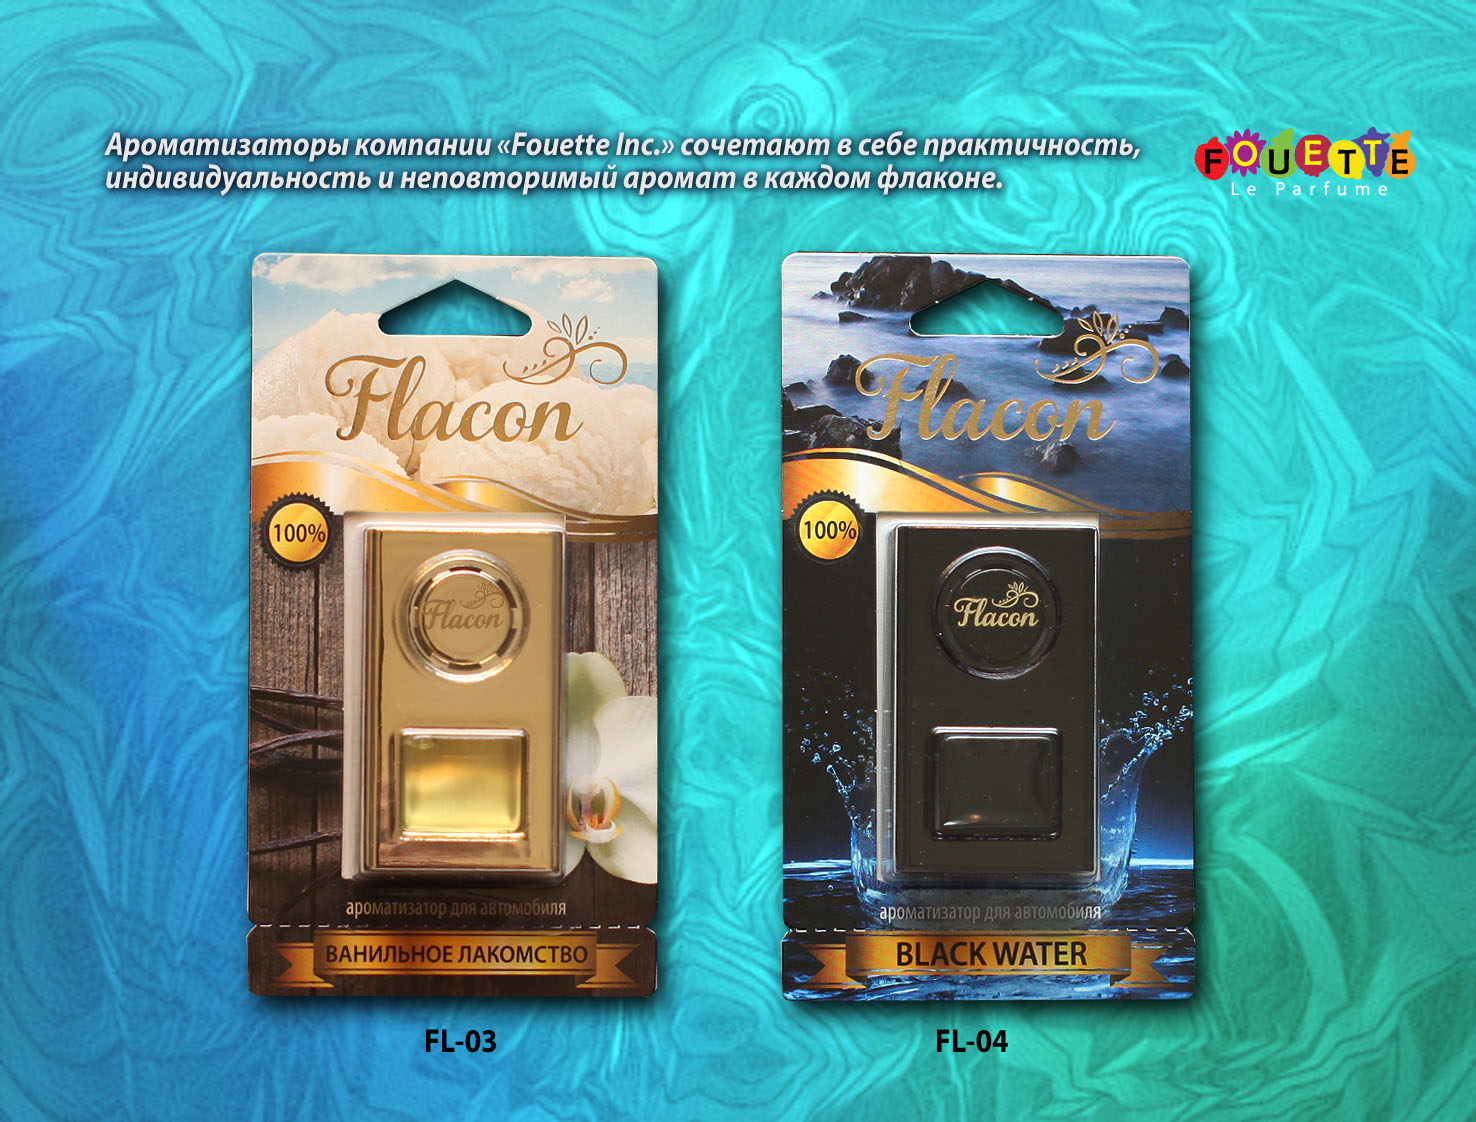 Ароматизаторы компании «Fouette Inc.» сочетают в себе практичность,
индивидуальность и неповторимый аромат в каждом флаконе.
FOUETTE
Le Parfume
Flacon
100%
Flacon
ароматизатор для автомобиля
ВАНИЛЬНОЕ ЛАКОМСТВО
FL-03
Flacon
100%
Flacon
ароматизатор для автомобиля
BLACK WATER
FL-04